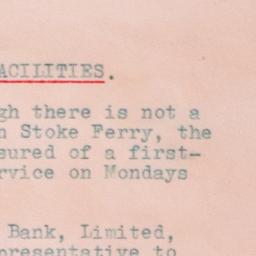 ACILITIES.
gh there is not a
n Stoke Ferry, the
sured of a first-
rvice on Mondays
Bank, Limited,
presentative to